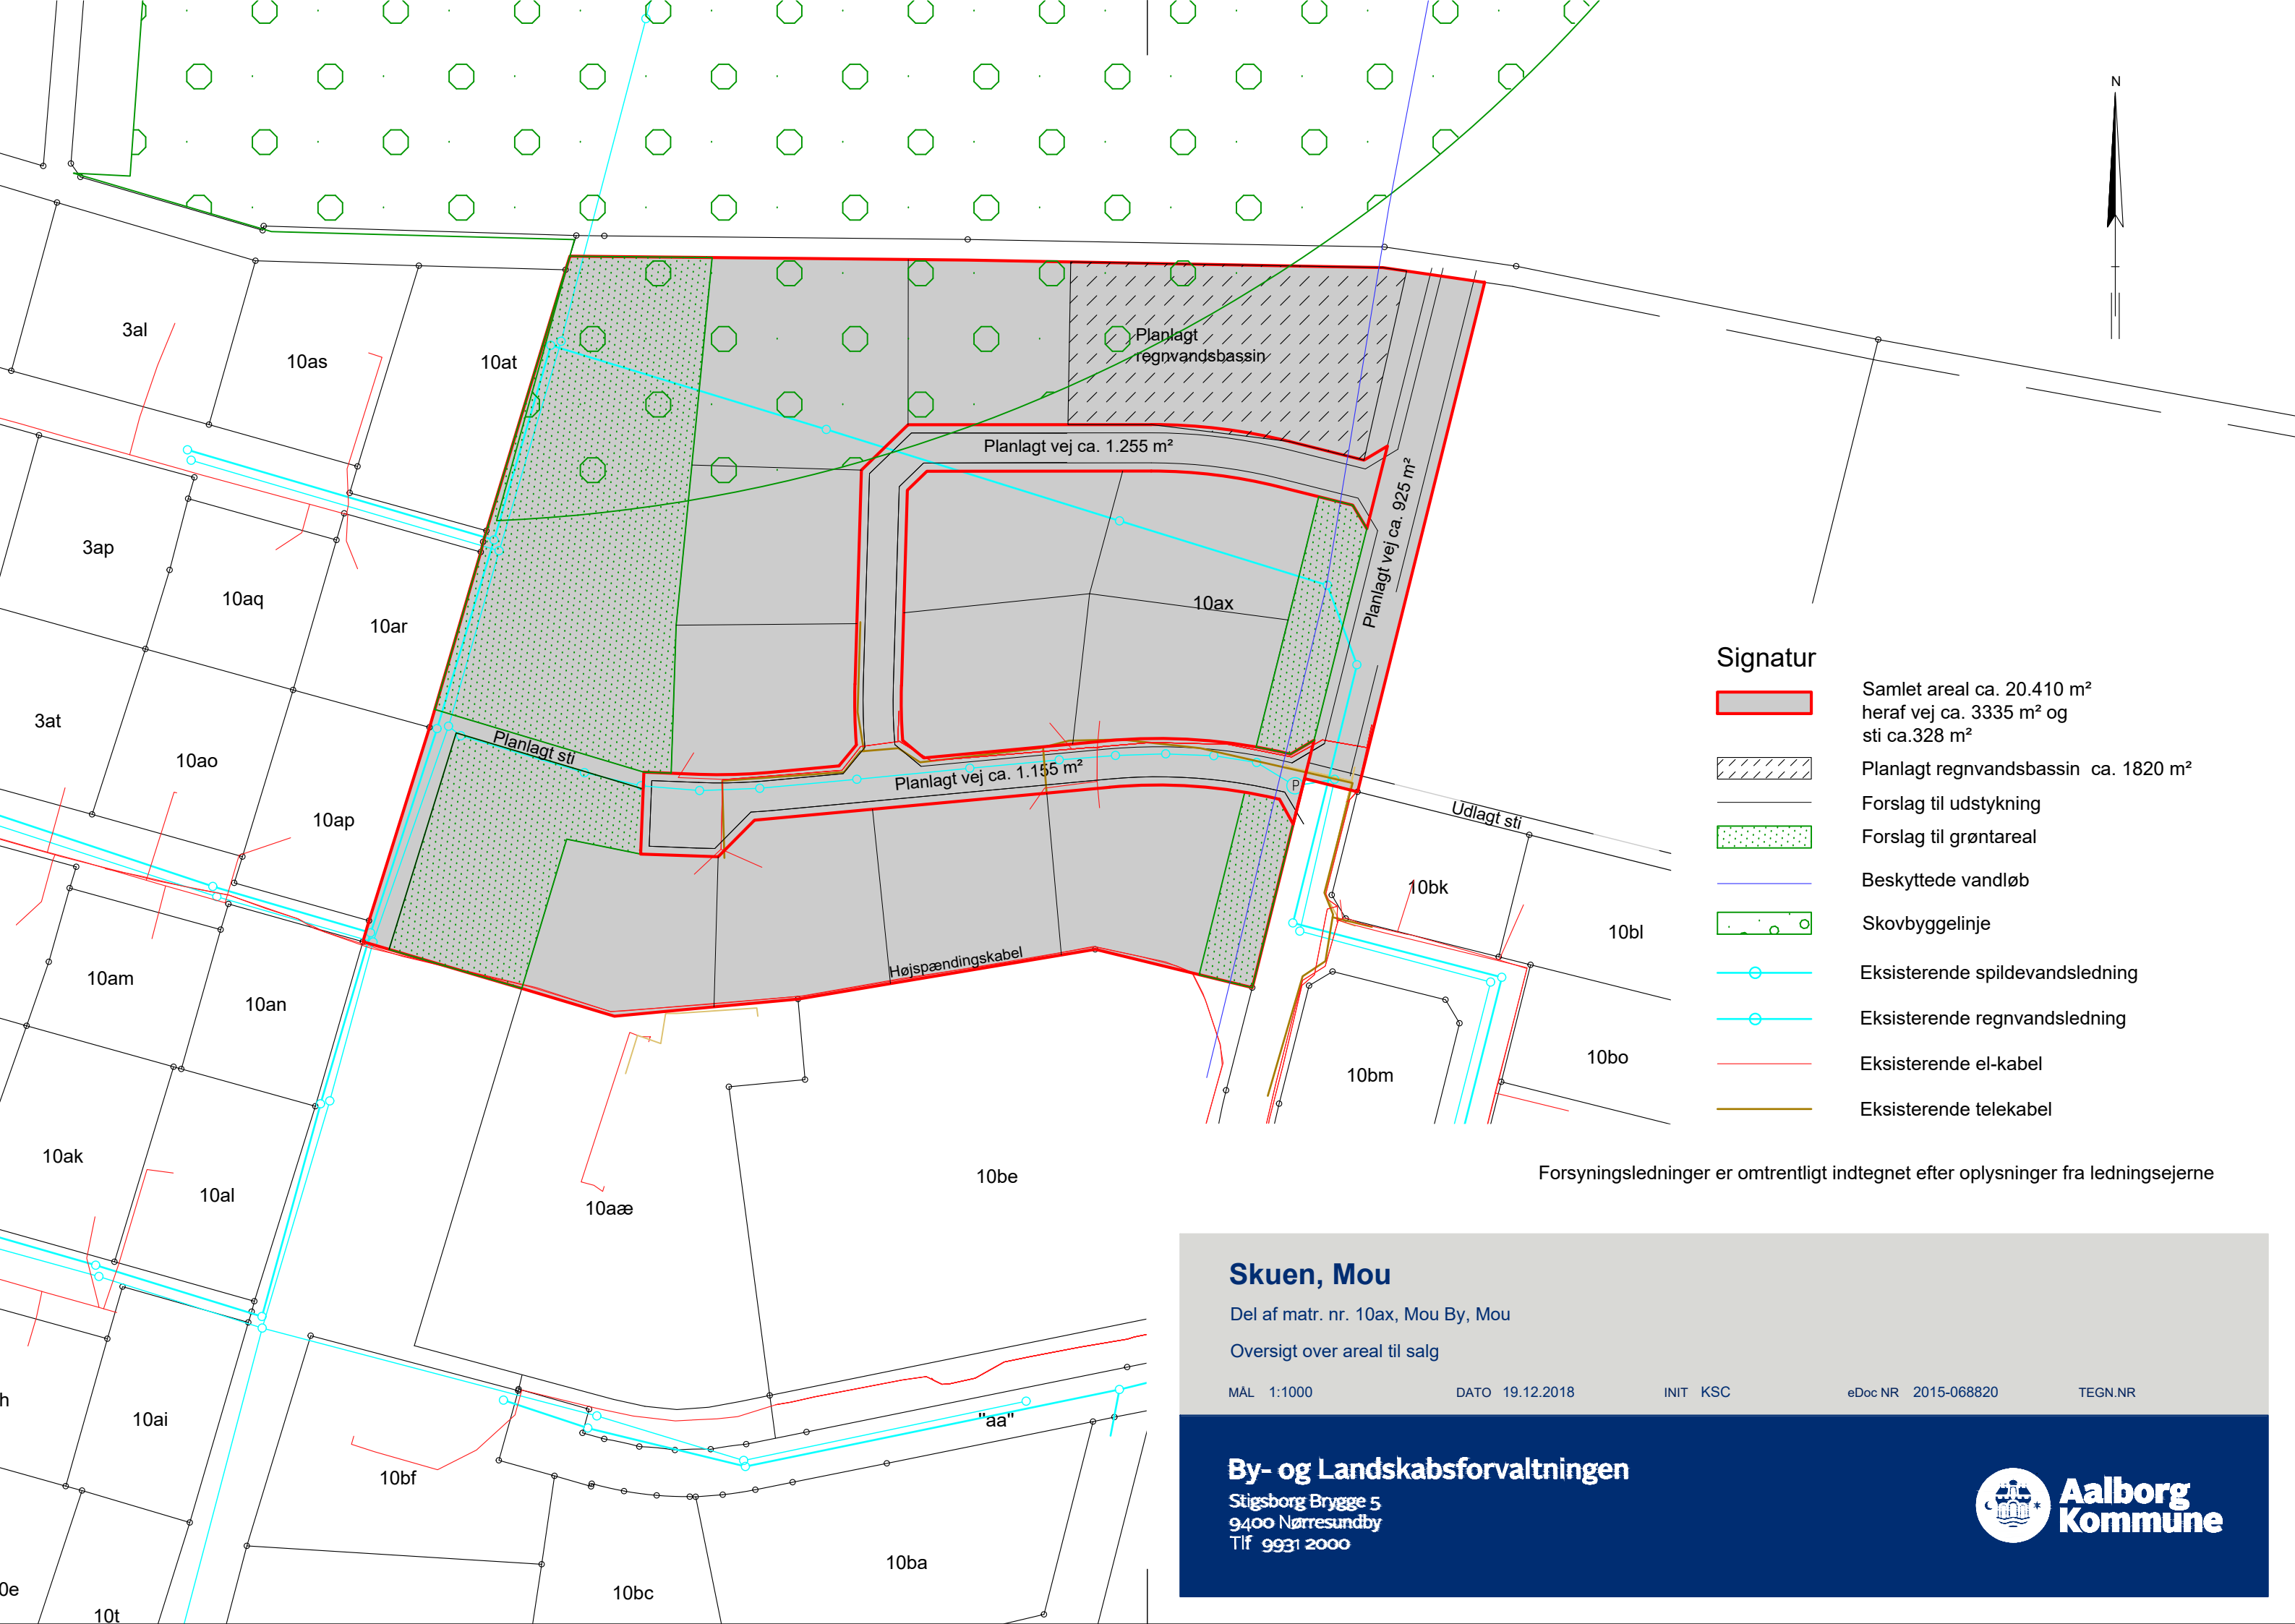 N
3al
10as
10at
Planlagt
regnvandsbassin
Planlagt vej ca. 1.255 m²
Planlagt vej ca. 925 m²
3ap
10aq
10ar
10ax
3at
10ao
10ap
Planlagt sti
Planlagt vej ca. 1.155 m²
P
Udlagt sti
10bk
10bl
10am
10an
Højspændingskabel
10bm
10bo
10ak
10al
10aæ
10be
"aa"
h
10ai
10bf
10ba
10bc
0e
10t
Signatur
Samlet areal ca. 20.410 m²
heraf vej ca. 3335 m² og
sti ca.328 m²
Planlagt regnvandsbassin ca. 1820 m²
Forslag til udstykning
Forslag til grøntareal
Beskyttede vandløb
Skovbyggelinje
Eksisterende spildevandsledning
Eksisterende regnvandsledning
Eksisterende el-kabel
Eksisterende telekabel
Forsyningsledninger er omtrentligt indtegnet efter oplysninger fra ledningsejerne
Skuen, Mou
Del af matr. nr. 10ax, Mou By, Mou
Oversigt over areal til salg
MÅL 1:1000 DATO 19.12.2018 INIT KSC eDoc NR 2015-068820 TEGN.NR
By- og Landskabsforvaltningen
Stigsborg Brygge 5
9400 Nørresundby
Tlf 9931 2000
Aalborg
Kommune